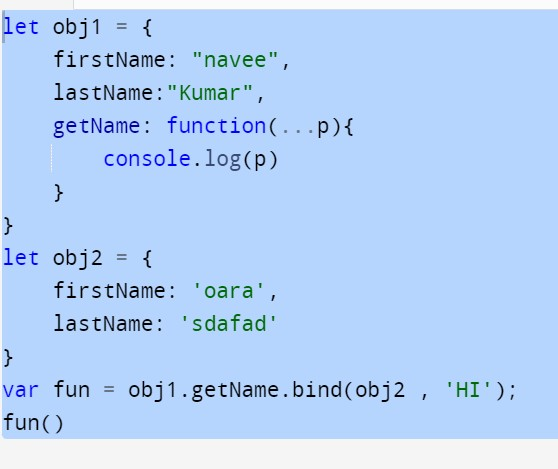 let obj1 = {
    firstName: "navee",
    lastName:"Kumar",
    getName: function(...p){
        console.log(p)
    }
}
let obj2 = {
    firstName: 'oara',
    lastName: 'sdafad'
}
var fun = obj1.getName.bind(obj2 , 'HI');
fun()